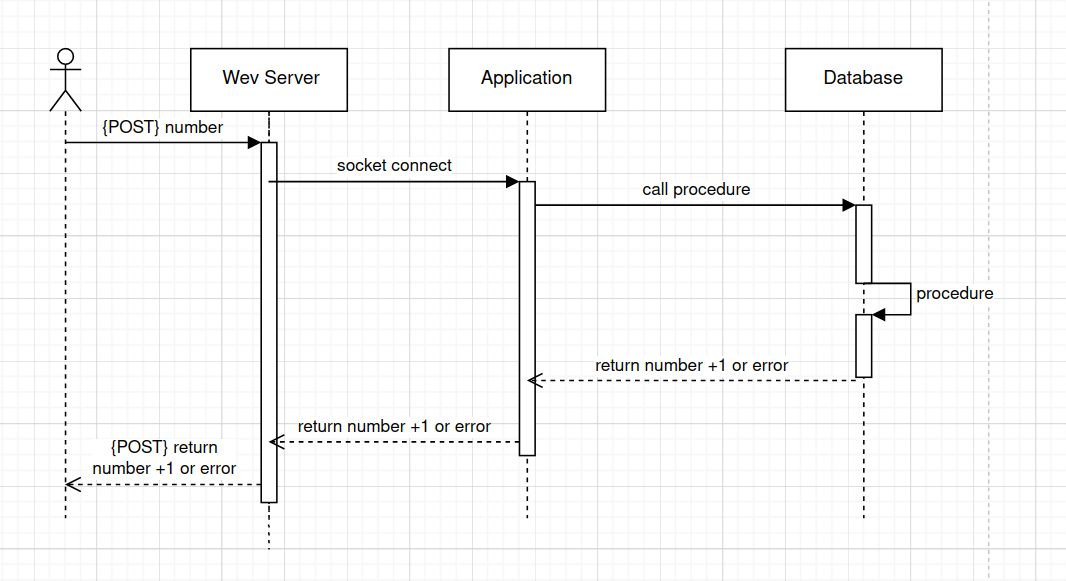 Wev Server
Application
Database
{POST} number
socket connect
call procedure
procedure
return number +1 or error
return number +1 or error
{POST} return
number +1 or error